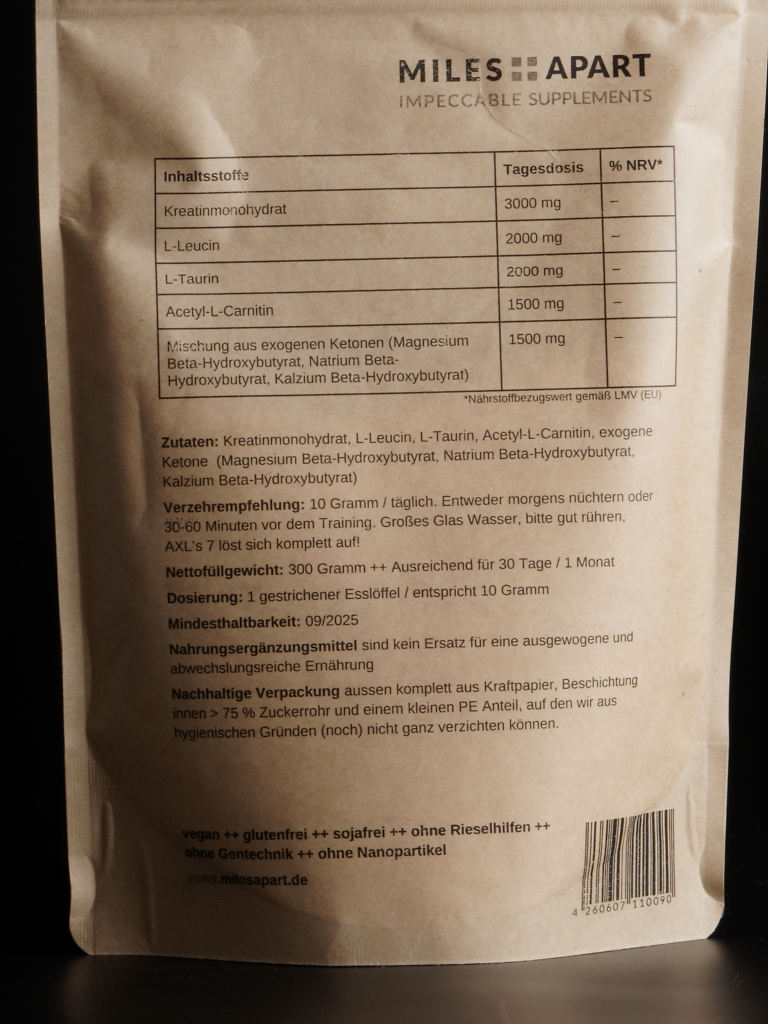 MILES APART
IMPECCABLE SUPPLEMENTS
Inhaltsstoffe Tagesdosis % NRV*
Kreatinmonohydrat 3000 mg –
L-Leucin 2000 mg –
L-Taurin 2000 mg –
Acetyl-L-Carnitin 1500 mg –
Mischung aus exogenen Ketonen (Magnesium 1500 mg –
Beta-Hydroxybutyrat, Natrium Beta-
Hydroxybutyrat, Kalzium Beta-Hydroxybutyrat)
*Nährstoffbezugswert gemäß LMV (EU)
Zutaten: Kreatinmonohydrat, L-Leucin, L-Taurin, Acetyl-L-Carnitin, exogene
Ketone (Magnesium Beta-Hydroxybutyrat, Natrium Beta-Hydroxybutyrat,
Kalzium Beta-Hydroxybutyrat)
Verzehrempfehlung: 10 Gramm / täglich. Entweder morgens nüchtern oder
30-60 Minuten vor dem Training. Großes Glas Wasser, bitte gut rühren,
AXL's 7 löst sich komplett auf!
Nettofüllgewicht: 300 Gramm ++ Ausreichend für 30 Tage / 1 Monat
Dosierung: 1 gestrichener Esslöffel / entspricht 10 Gramm
Mindesthaltbarkeit: 09/2025
Nahrungsergänzungsmittel sind kein Ersatz für eine ausgewogene und
abwechslungsreiche Ernährung
Nachhaltige Verpackung aussen komplett aus Kraftpapier, Beschichtung
innen > 75 % Zuckerrohr und einem kleinen PE Anteil, auf den wir aus
hygienischen Gründen (noch) nicht ganz verzichten können.
vegan ++ glutenfrei ++ sojafrei ++ ohne Rieselhilfen ++
ohne Gentechnik ++ ohne Nanopartikel
www.milesapart.de
4 260607 110090